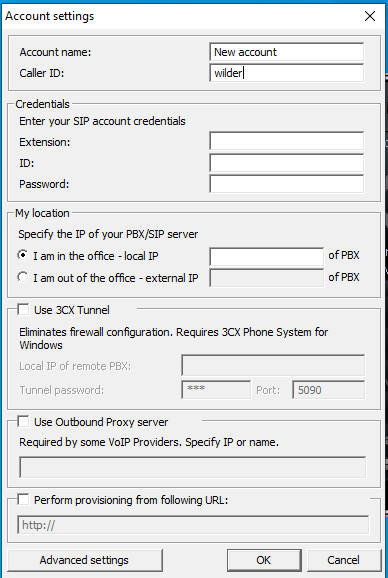 Account settings
Account name: New account
Caller ID: wilder
Credentials
Enter your SIP account credentials
Extension:
ID:
Password:
My location
Specify the IP of your PBX/SIP server
I am in the office - local IP of PBX
I am out of the office - external IP of PBX
Use 3CX Tunnel
Eliminates firewall configuration. Requires 3CX Phone System for
Windows
Local IP of remote PBX:
Tunnel password: *** Port: 5090
Use Outbound Proxy server
Required by some VoIP Providers. Specify IP or name.
Perform provisioning from following URL:
http://
Advanced settings OK Cancel